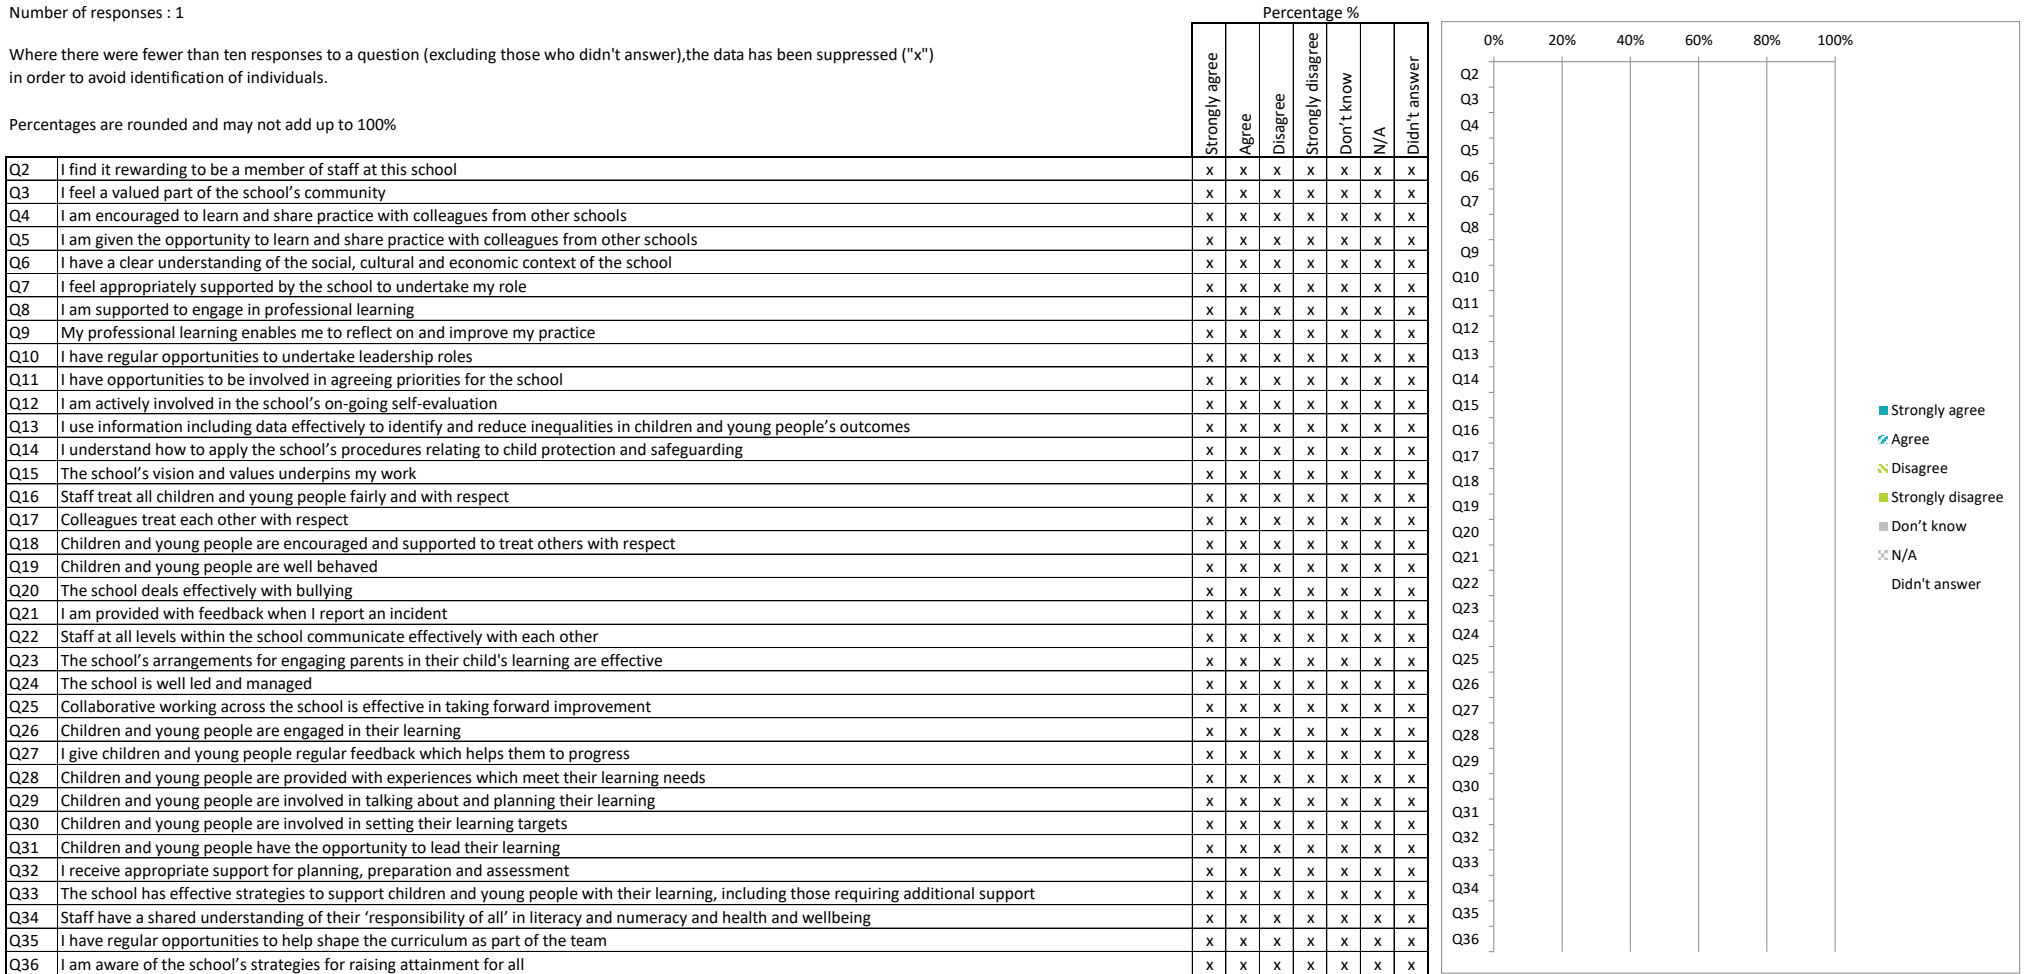 Number of responses : 1
Percentage %
Where there were fewer than ten responses to a question (excluding those who didn't answer),the data has been suppressed ("x")
in order to avoid identification of individuals.
Percentages are rounded and may not add up to 100%
Strongly agree
Agree
Disagree
Strongly disagree
Don't know
N/A
Didn't answer
Q2 I find it rewarding to be a member of staff at this school x x x x x x x
Q3 I feel a valued part of the school’s community x x x x x x x
Q4 I am encouraged to learn and share practice with colleagues from other schools x x x x x x x
Q5 I am given the opportunity to learn and share practice with colleagues from other schools x x x x x x x
Q6 I have a clear understanding of the social, cultural and economic context of the school x x x x x x x
Q7 I feel appropriately supported by the school to undertake my role x x x x x x x
Q8 I am supported to engage in professional learning x x x x x x x
Q9 My professional learning enables me to reflect on and improve my practice x x x x x x x
Q10 I have regular opportunities to undertake leadership roles x x x x x x x
Q11 I have opportunities to be involved in agreeing priorities for the school x x x x x x x
Q12 I am actively involved in the school’s on-going self-evaluation x x x x x x x
Q13 I use information including data effectively to identify and reduce inequalities in children and young people’s outcomes x x x x x x x
Q14 I understand how to apply the school’s procedures relating to child protection and safeguarding x x x x x x x
Q15 The school’s vision and values underpins my work x x x x x x x
Q16 Staff treat all children and young people fairly and with respect x x x x x x x
Q17 Colleagues treat each other with respect x x x x x x x
Q18 Children and young people are encouraged and supported to treat others with respect x x x x x x x
Q19 Children and young people are well behaved x x x x x x x
Q20 The school deals effectively with bullying x x x x x x x
Q21 I am provided with feedback when I report an incident x x x x x x x
Q22 Staff at all levels within the school communicate effectively with each other x x x x x x x
Q23 The school’s arrangements for engaging parents in their child's learning are effective x x x x x x x
Q24 The school is well led and managed x x x x x x x
Q25 Collaborative working across the school is effective in taking forward improvement x x x x x x x
Q26 Children and young people are engaged in their learning x x x x x x x
Q27 I give children and young people regular feedback which helps them to progress x x x x x x x
Q28 Children and young people are provided with experiences which meet their learning needs x x x x x x x
Q29 Children and young people are involved in talking about and planning their learning x x x x x x x
Q30 Children and young people are involved in setting their learning targets x x x x x x x
Q31 Children and young people have the opportunity to lead their learning x x x x x x x
Q32 I receive appropriate support for planning, preparation and assessment x x x x x x x
Q33 The school has effective strategies to support children and young people with their learning, including those requiring additional support x x x x x x x
Q34 Staff have a shared understanding of their ‘responsibility of all’ in literacy and numeracy and health and wellbeing x x x x x x x
Q35 I have regular opportunities to help shape the curriculum as part of the team x x x x x x x
Q36 I am aware of the school’s strategies for raising attainment for all x x x x x x x
0% 20% 40% 60% 80% 100%
Q2
Q3
Q4
Q5
Q6
Q7
Q8
Q9
Q10
Q11
Q12
Q13
Q14
Q15
Q16
Q17
Q18
Q19
Q20
Q21
Q22
Q23
Q24
Q25
Q26
Q27
Q28
Q29
Q30
Q31
Q32
Q33
Q34
Q35
Q36
Strongly agree
Agree
Disagree
Strongly disagree
Don’t know
N/A
Didn't answer